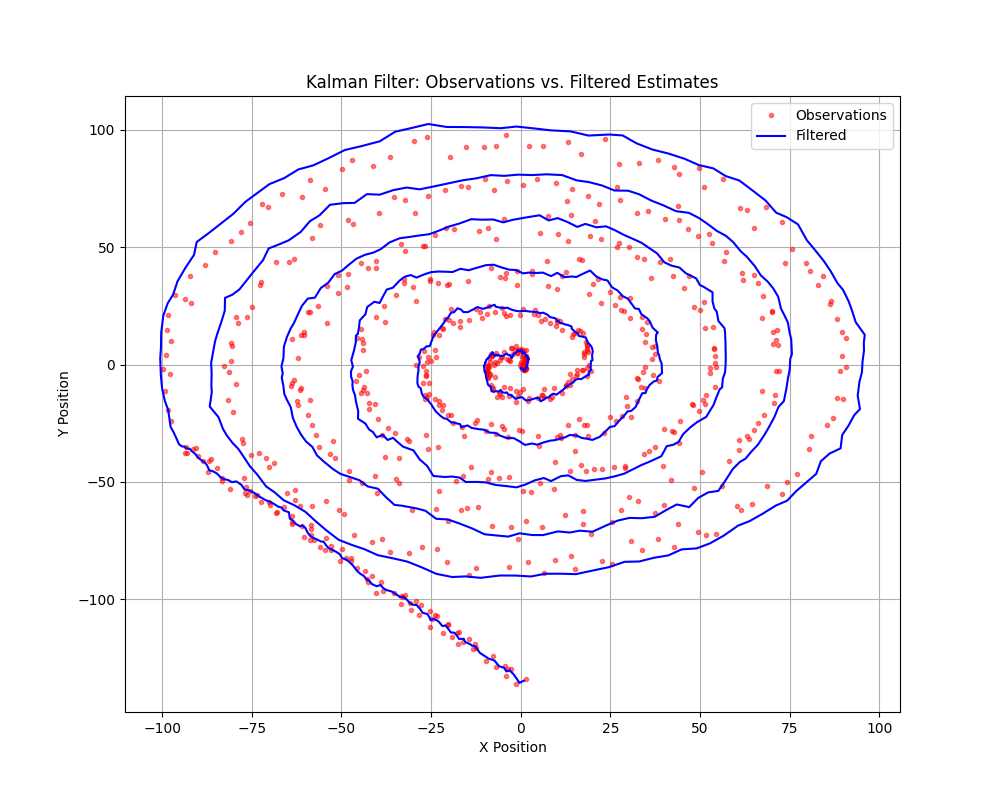 Kalman Filter: Observations vs. Filtered Estimates
Observations
Filtered
100
50
0
−50
−100
Y Position
−100 −75 −50 −25 0 25 50 75 100
X Position